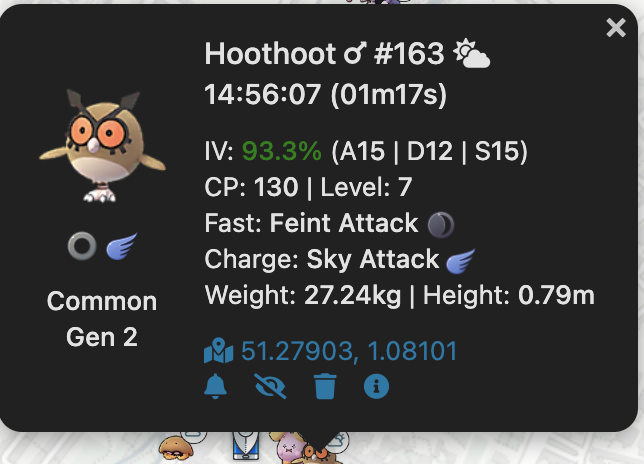 Hoothoot ♂ #163
14:56:07 (01m17s)
IV: 93.3% (A15 | D12 | S15)
CP: 130 | Level: 7
Fast: Feint Attack
Charge: Sky Attack
Weight: 27.24kg | Height: 0.79m
Common
Gen 2
51.27903, 1.08101